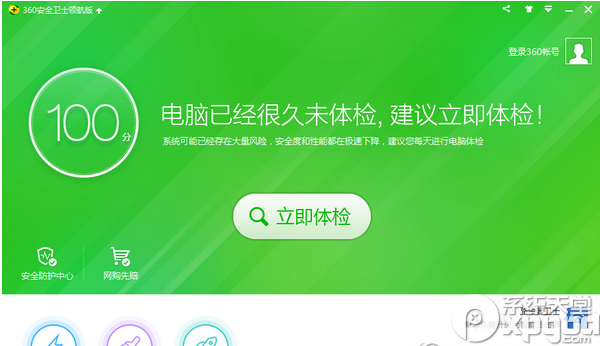 360安全卫士领航版
登录360帐号
100分
电脑已经很久未体检, 建议立即体检!
系统可能已经存在大量风险，安全度和性能都在极速下降，建议您每天进行电脑体检
立即体检
安全防护中心
网购先赔
系统天堂